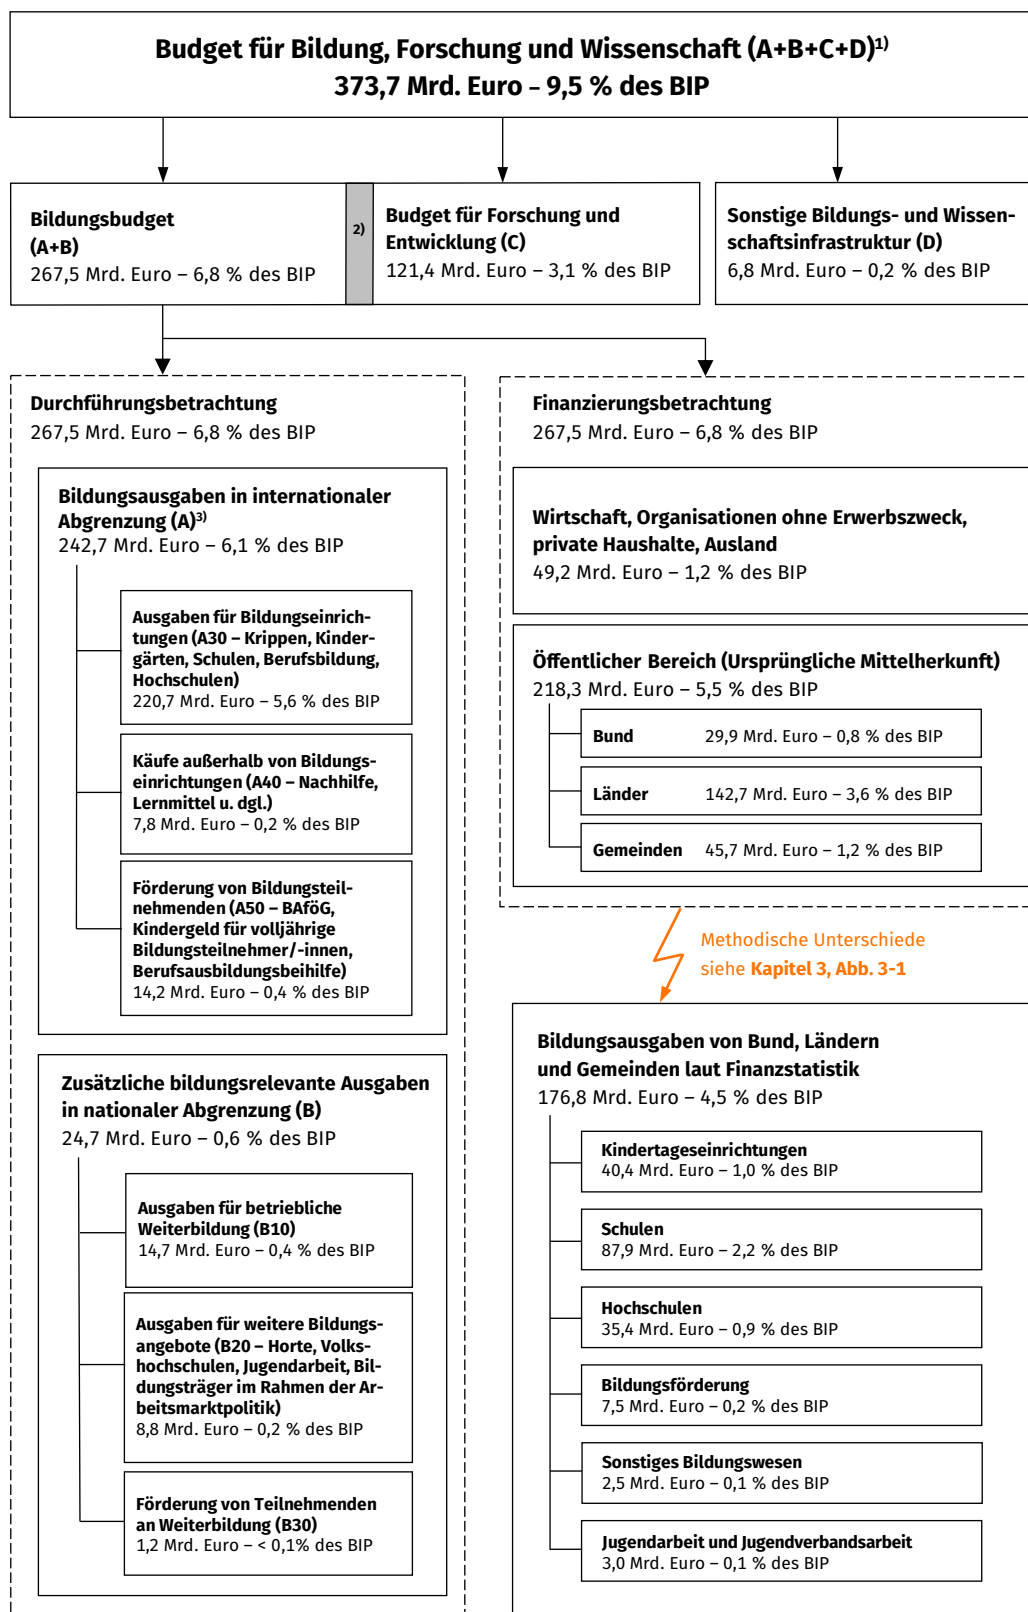 Budget für Bildung, Forschung und Wissenschaft (A+B+C+D)¹⁾
373,7 Mrd. Euro – 9,5 % des BIP
Bildungsbudget
(A+B)
267,5 Mrd. Euro – 6,8 % des BIP
2)
Budget für Forschung und
Entwicklung (C)
121,4 Mrd. Euro – 3,1 % des BIP
Sonstige Bildungs- und Wissen-
schaftsinfrastruktur (D)
6,8 Mrd. Euro – 0,2 % des BIP
Durchführungsbetrachtung
267,5 Mrd. Euro – 6,8 % des BIP
Bildungsausgaben in internationaler
Abgrenzung (A)³⁾
242,7 Mrd. Euro – 6,1 % des BIP
Ausgaben für Bildungseinrich-
tungen (A30 – Krippen, Kinder-
gärten, Schulen, Berufsbildung,
Hochschulen)
220,7 Mrd. Euro – 5,6 % des BIP
Käufe außerhalb von Bildungs-
einrichtungen (A40 – Nachhilfe,
Lernmittel u. dgl.)
7,8 Mrd. Euro – 0,2 % des BIP
Förderung von Bildungsteil-
nehmenden (A50 – BAföG,
Kindergeld für volljährige
Bildungsteilnehmer/-innen,
Berufsausbildungsbeihilfe)
14,2 Mrd. Euro – 0,4 % des BIP
Zusätzliche bildungsrelevante Ausgaben
in nationaler Abgrenzung (B)
24,7 Mrd. Euro – 0,6 % des BIP
Ausgaben für betriebliche
Weiterbildung (B10)
14,7 Mrd. Euro – 0,4 % des BIP
Ausgaben für weitere Bildungs-
angebote (B20 – Horte, Volks-
hochschulen, Jugendarbeit, Bil-
dungsträger im Rahmen der Ar-
beitsmarktpolitik)
8,8 Mrd. Euro – 0,2 % des BIP
Förderung von Teilnehmenden
an Weiterbildung (B30)
1,2 Mrd. Euro – < 0,1% des BIP
Finanzierungsbetrachtung
267,5 Mrd. Euro – 6,8 % des BIP
Wirtschaft, Organisationen ohne Erwerbszweck,
private Haushalte, Ausland
49,2 Mrd. Euro – 1,2 % des BIP
Öffentlicher Bereich (Ursprüngliche Mittelherkunft)
218,3 Mrd. Euro – 5,5 % des BIP
Bund 29,9 Mrd. Euro – 0,8 % des BIP
Länder 142,7 Mrd. Euro – 3,6 % des BIP
Gemeinden 45,7 Mrd. Euro – 1,2 % des BIP
Methodische Unterschiede
siehe Kapitel 3, Abb. 3-1
Bildungsausgaben von Bund, Ländern
und Gemeinden laut Finanzstatistik
176,8 Mrd. Euro – 4,5 % des BIP
Kindertageseinrichtungen
40,4 Mrd. Euro – 1,0 % des BIP
Schulen
87,9 Mrd. Euro – 2,2 % des BIP
Hochschulen
35,4 Mrd. Euro – 0,9 % des BIP
Bildungsförderung
7,5 Mrd. Euro – 0,2 % des BIP
Sonstiges Bildungswesen
2,5 Mrd. Euro – 0,1 % des BIP
Jugendarbeit und Jugendverbandsarbeit
3,0 Mrd. Euro – 0,1 % des BIP